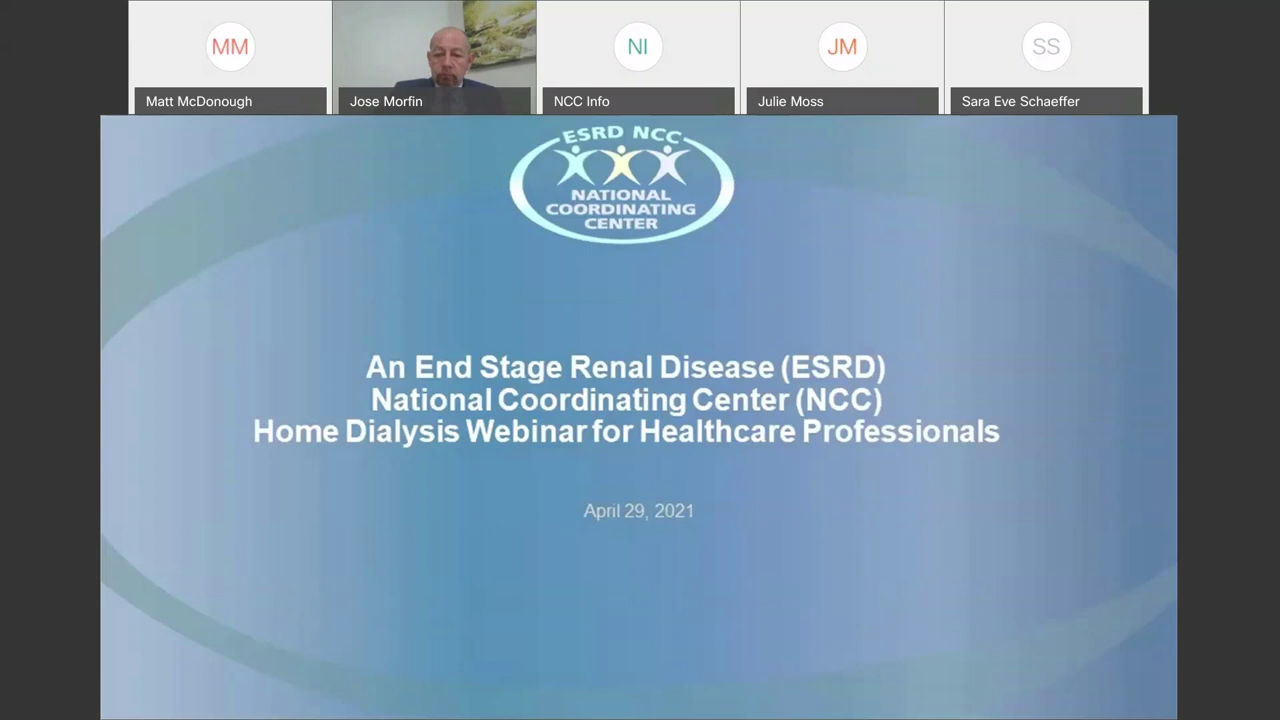 MM
NI
JM
SS
Matt McDonough
Jose Morfin
NCC Info
Julie Moss
Sara Eve Schaeffer
ESRD NCC
NATIONAL
COORDINATING
CENTER
An End Stage Renal Disease (ESRD)
National Coordinating Center (NCC)
Home Dialysis Webinar for Healthcare Professionals
April 29, 2021